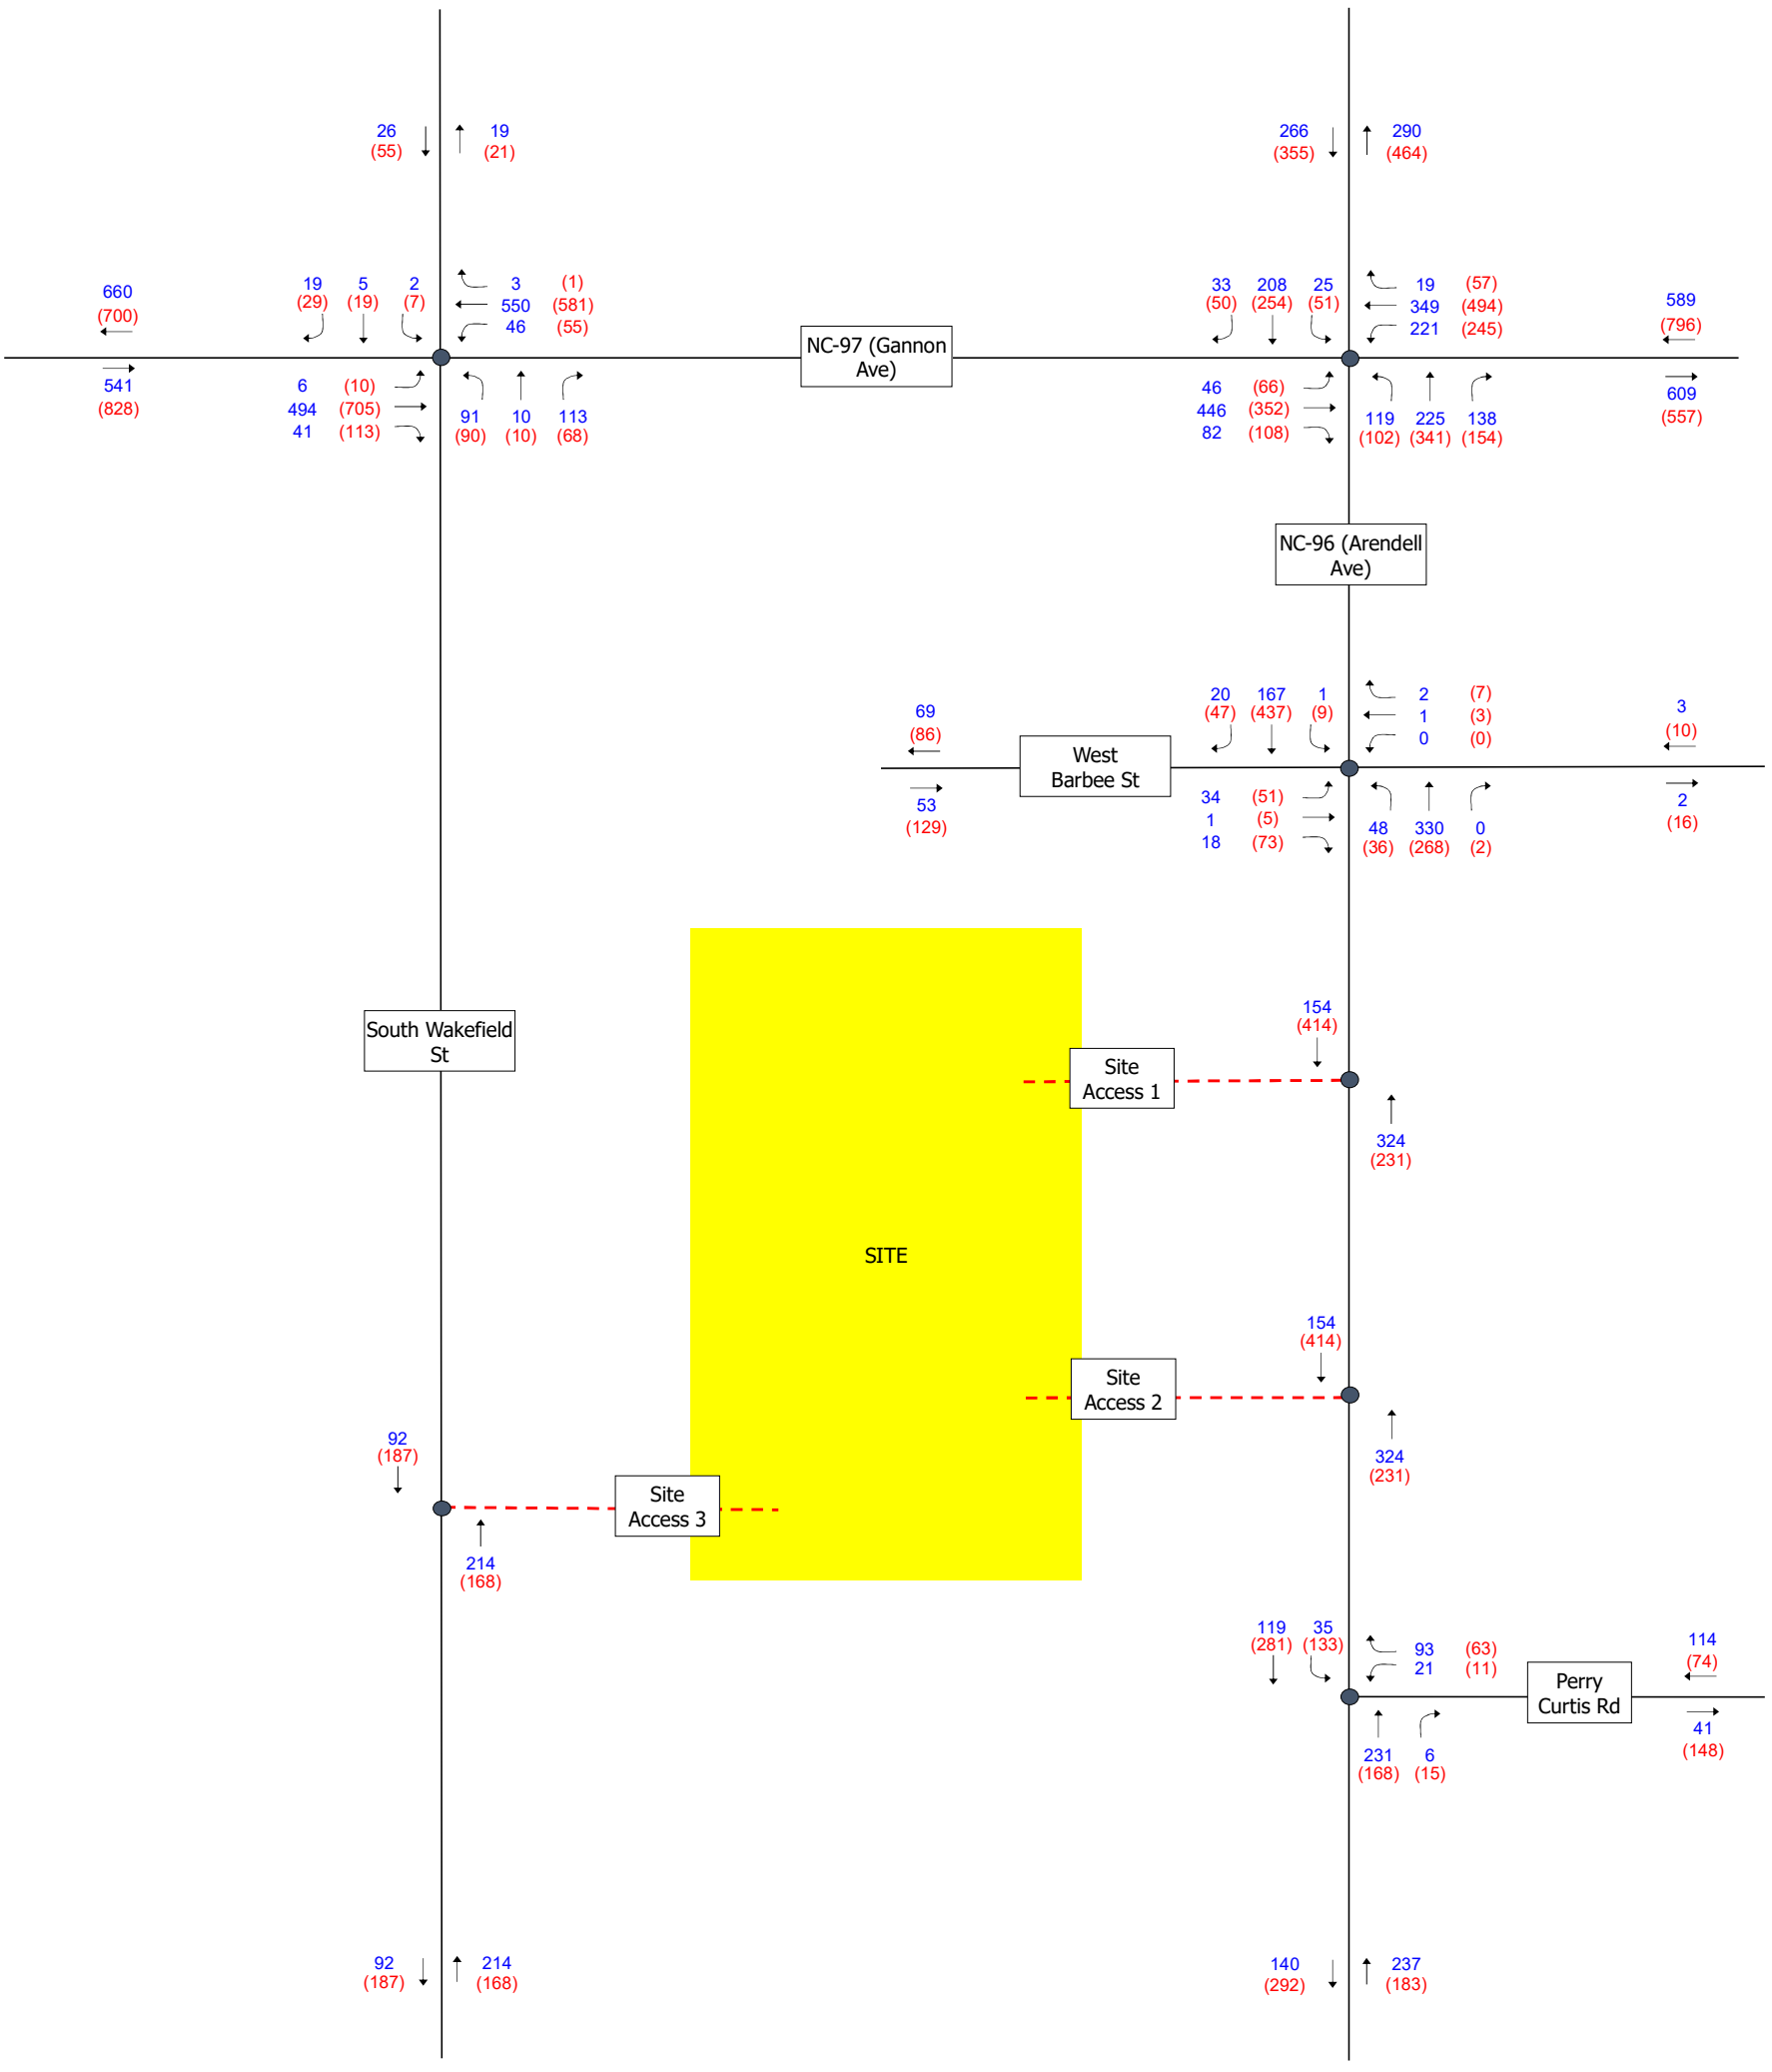 26 19 266 290
(55) (21) (355) (464)
19 5 2 3 (1) 33 208 25 19 (57)
660 (29) (19) (7) 550 (581) (50) (254) (51) 349 (494) 589
(700) 46 (55) 221 (245) (796)
NC-97 (Gannon
Ave)
541 6 (10) 46 (66) 609
(828) 494 (705) 91 10 113 446 (352) 119 225 138 (557)
41 (113) (90) (10) (68) 82 (108) (102) (341) (154)
NC-96 (Arendell
Ave)
69 20 167 1 2 (7) 3
(86) (47) (437) (9) 1 (3) (10)
0 (0)
West
Barbee St
53 34 (51) 2
(129) 1 (5) 48 330 0 (16)
18 (73) (36) (268) (2)
154
(414)
South Wakefield
St
Site
Access 1
324
(231)
SITE
154
(414)
Site
Access 2
92
(187)
324
(231)
Site
Access 3
214
(168)
119 35 93 (63) 114
(281) (133) 21 (11) (74)
Perry
Curtis Rd
231 6 41
(168) (15) (148)
92 214 140 237
(187) (168) (292) (183)